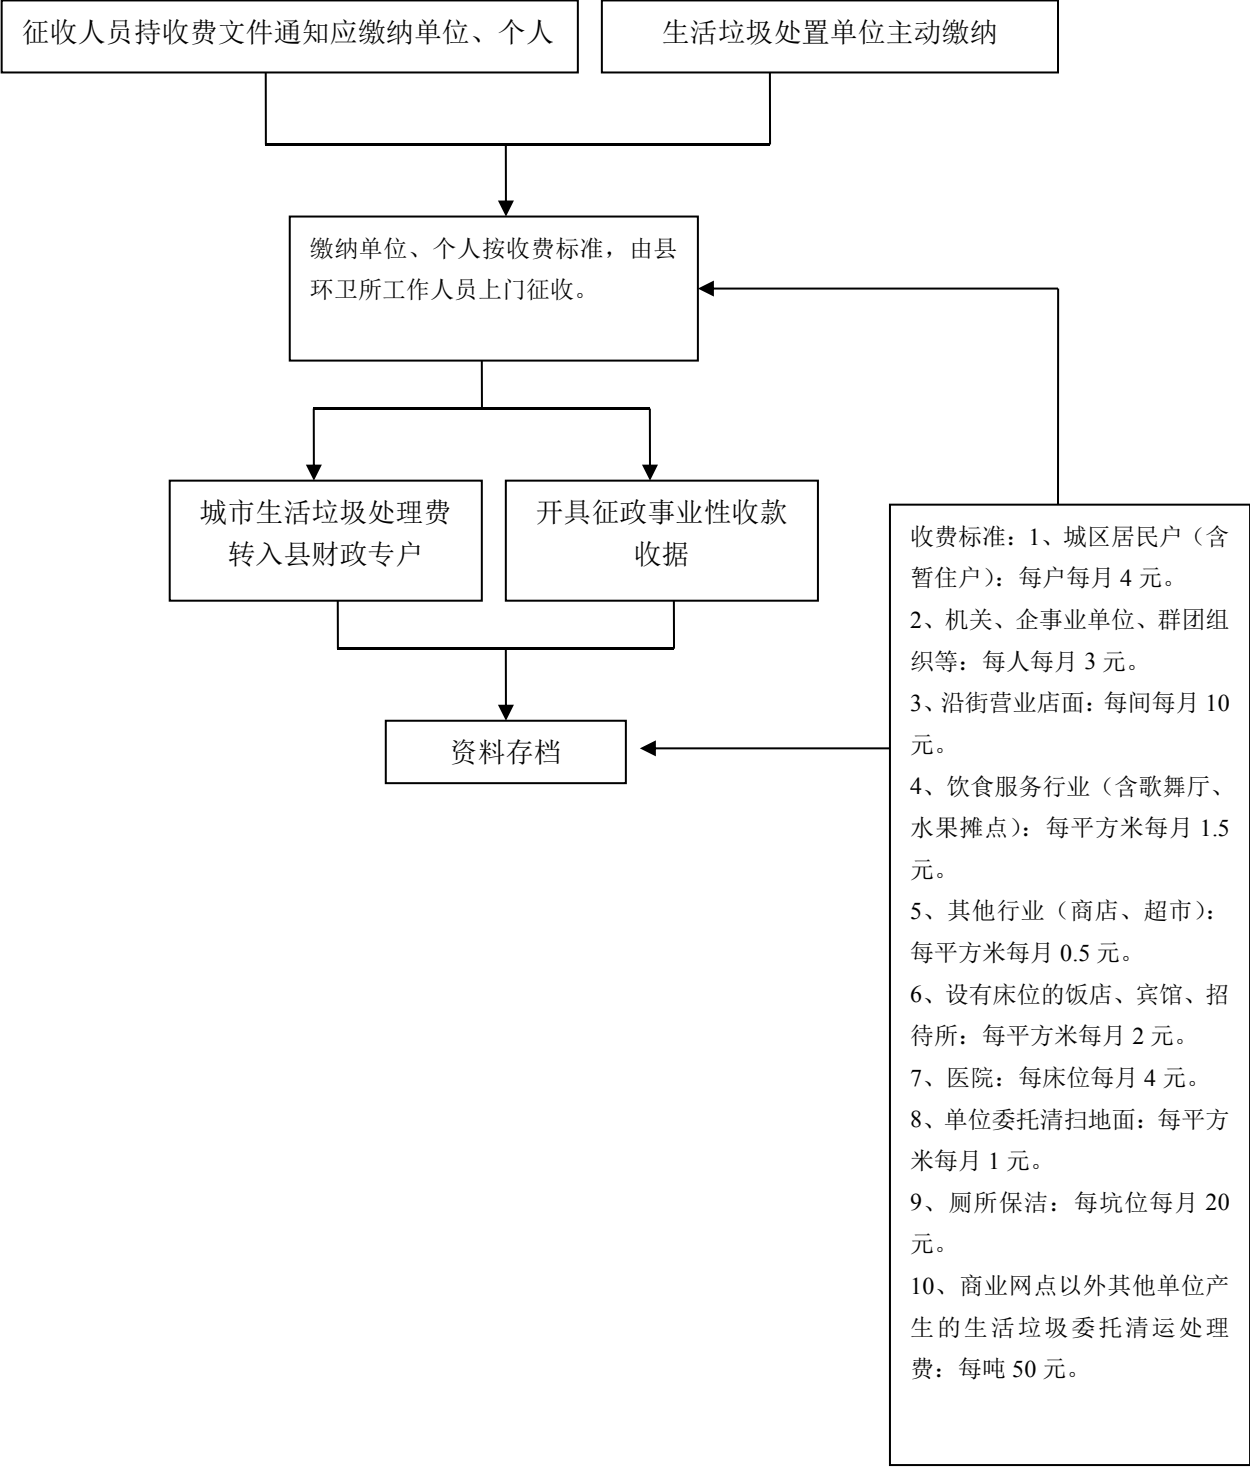 征收人员持收费文件通知应缴纳单位、个人
生活垃圾处置单位主动缴纳
缴纳单位、个人按收费标准，由县
环卫所工作人员上门征收。
城市生活垃圾处理费
转入县财政专户
开具征政事业性收款
收据
资料存档
收费标准：1、城区居民户（含
暂住户）：每户每月 4 元。
2、机关、企事业单位、群团组
织等：每人每月 3 元。
3、沿街营业店面：每间每月 10
元。
4、饮食服务行业（含歌舞厅、
水果摊点）：每平方米每月 1.5
元。
5、其他行业（商店、超市）：
每平方米每月 0.5 元。
6、设有床位的饭店、宾馆、招
待所：每平方米每月 2 元。
7、医院：每床位每月 4 元。
8、单位委托清扫地面：每平方
米每月 1 元。
9、厕所保洁：每坑位每月 20
元。
10、商业网点以外其他单位产
生的生活垃圾委托清运处理
费：每吨 50 元。